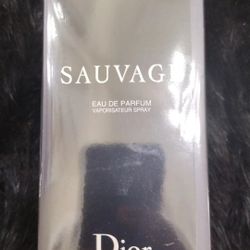 SAUVAGE
EAU DE PARFUM
VAPORISATEUR SPRAY
Dior